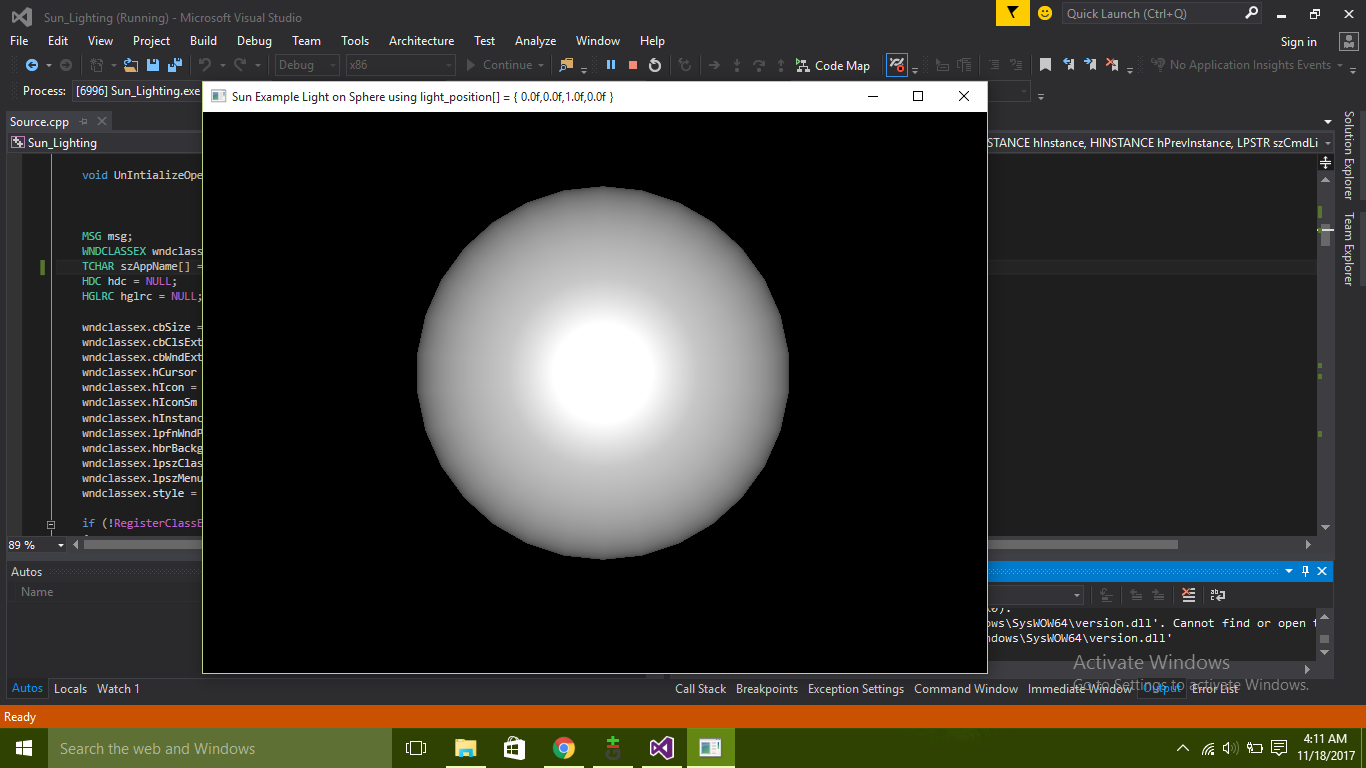 Sun_Lighting (Running) - Microsoft Visual Studio
Quick Launch (Ctrl+Q)
File Edit View Project Build Debug Team Tools Architecture Test Analyze Window Help
Sign in
Debug x86 Continue Code Map No Application Insights Events
Process: [6996] Sun_Lighting.exe
Sun Example Light on Sphere using light_position[] = { 0.0f,0.0f,1.0f,0.0f }
Source.cpp
Sun_Lighting
STANCE hInstance, HINSTANCE hPrevInstance, LPSTR szCmdLi
Solution Explorer
Team Explorer
void UnIntializeOpe
MSG msg;
WNDCLASSEX wndclass
TCHAR szAppName[] =
HDC hdc = NULL;
HGLRC hglrc = NULL;
wndclassex.cbSize =
wndclassex.cbClsExt
wndclassex.cbWndExt
wndclassex.hCursor
wndclassex.hIcon =
wndclassex.hIconSm
wndclassex.hInstanc
wndclassex.lpfnWndP
wndclassex.hbrBackg
wndclassex.lpszClas
wndclassex.lpszMenu
wndclassex.style =
if (!RegisterClassE
89 %
Autos
Name
ows\SysWOW64\version.dll'. Cannot find or open t
ndows\SysWOW64\version.dll'
Activate Windows
Go to Settings to activate Windows.
Autos Locals Watch 1
Call Stack Breakpoints Exception Settings Command Window Immediate Window Output Error List
Ready
Search the web and Windows
4:11 AM
11/18/2017